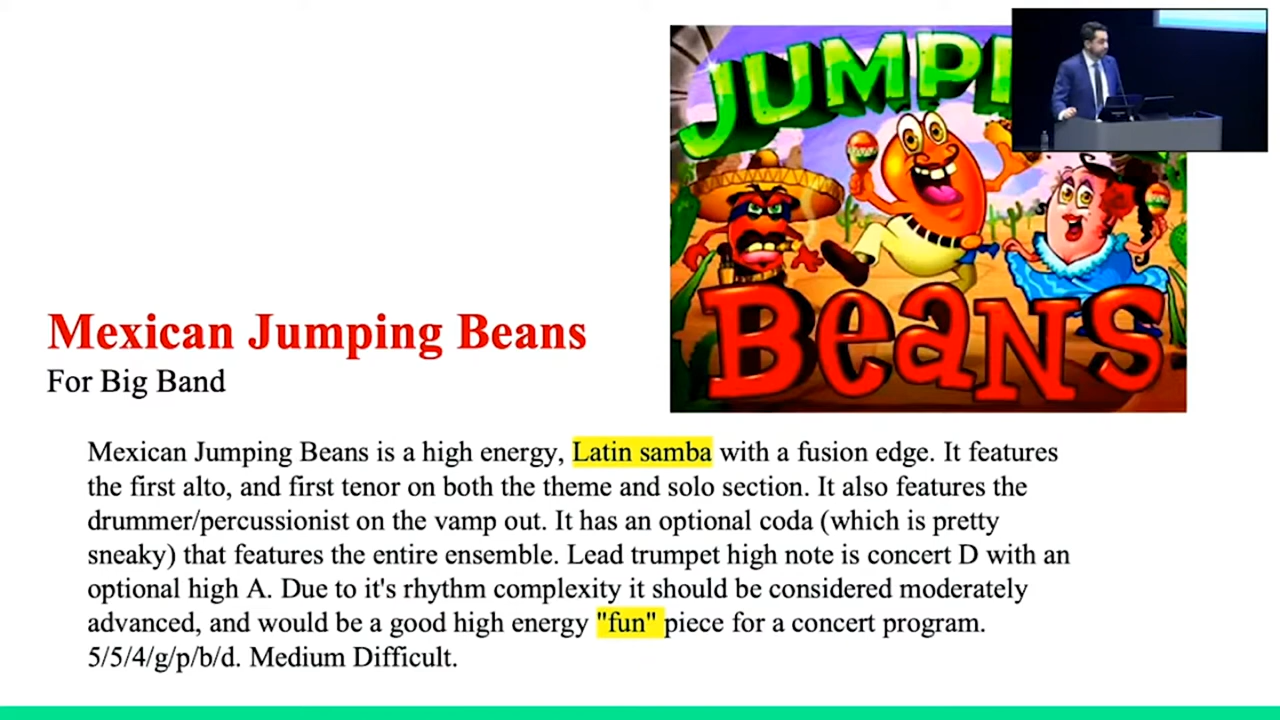 JUMPI
BEANS
Mexican Jumping Beans
For Big Band
Mexican Jumping Beans is a high energy, Latin samba with a fusion edge. It features
the first alto, and first tenor on both the theme and solo section. It also features the
drummer/percussionist on the vamp out. It has an optional coda (which is pretty
sneaky) that features the entire ensemble. Lead trumpet high note is concert D with an
optional high A. Due to it's rhythm complexity it should be considered moderately
advanced, and would be a good high energy "fun" piece for a concert program.
5/5/4/g/p/b/d. Medium Difficult.